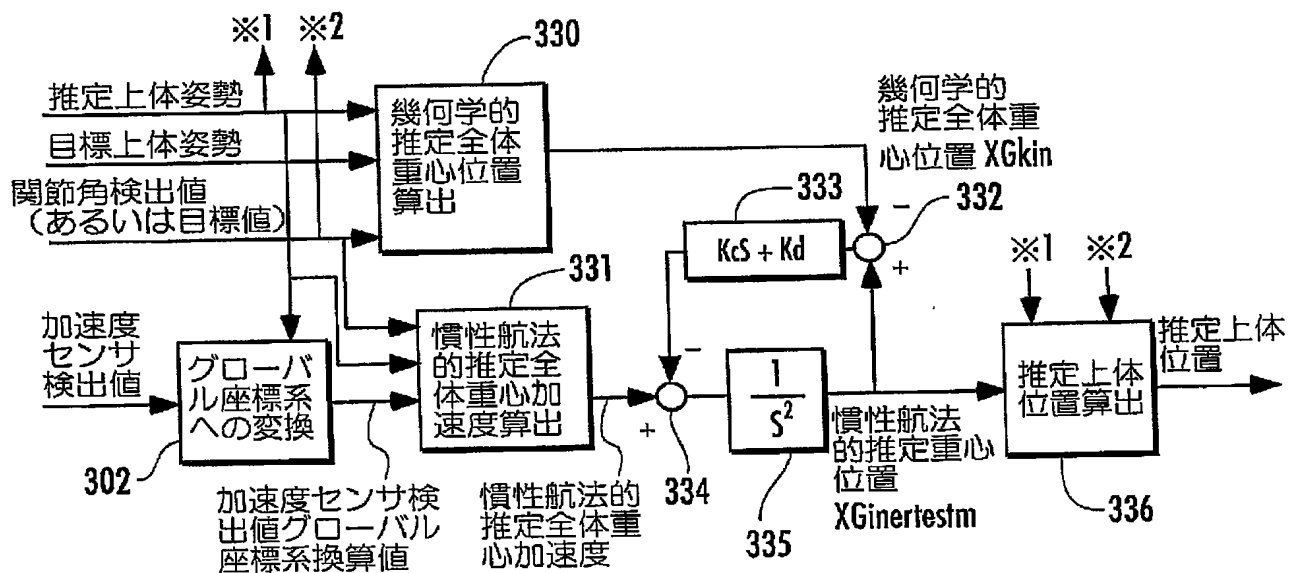 ※1
※2
330
推定上体姿勢
目標上体姿勢
関節角検出値
(あるいは目標値)
幾何学的
推定全体
重心位置
算出
幾何学的
推定全体重
心位置 XGkin
333
332
KcS + Kd
−
+
331
加速度
センサ
検出値
グローバ
ル座標系
への変換
302
慣性航法
的推定全
体重心加
速度算出
加速度センサ検
出値グローバル
座標系換算値
慣性航法的
推定全体重
心加速度
+
−
334
1
S²
335
慣性航法
的推定重心
位置
XGinertestm
※1
※2
推定上体
位置算出
336
推定上体
位置